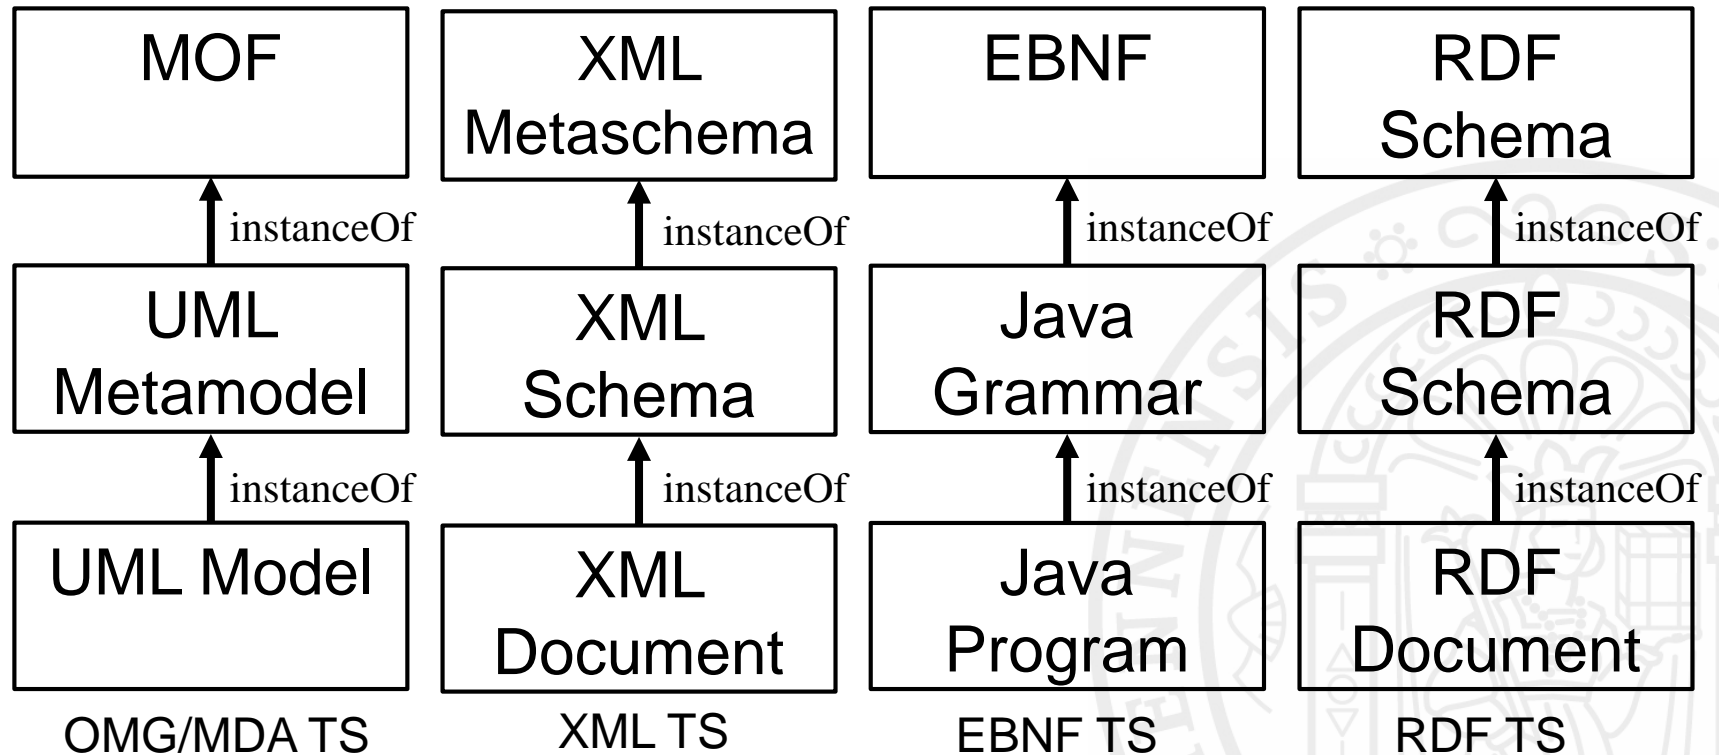 MOF
XML
Metaschema
EBNF
RDF
Schema
instanceOf
instanceOf
instanceOf
instanceOf
UML
Metamodel
XML
Schema
Java
Grammar
RDF
Schema
instanceOf
instanceOf
instanceOf
instanceOf
UML Model
XML
Document
Java
Program
RDF
Document
OMG/MDA TS
XML TS
EBNF TS
RDF TS